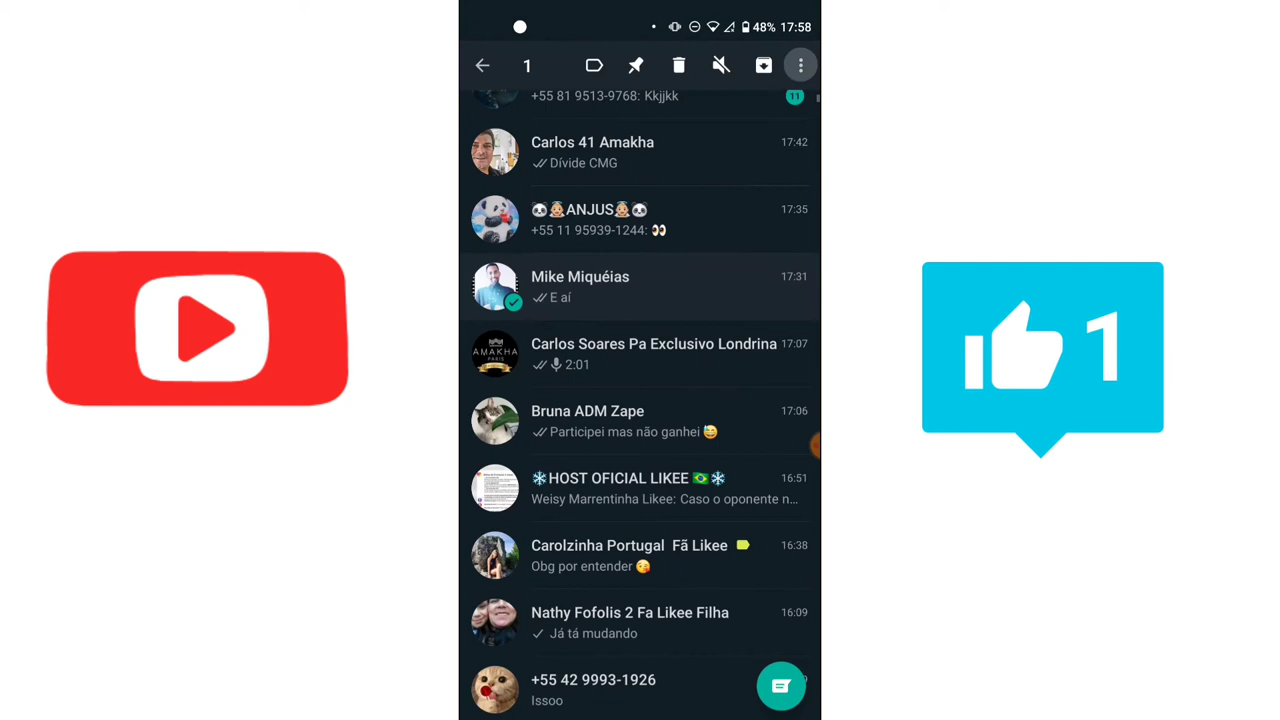 48% 17:58
1
+55 81 9513-9768: Kkjjkk 11
Carlos 41 Amakha 17:42
Dívide CMG
🐼👼🏼ANJUS👼🏼🐼 17:35
+55 11 95939-1244: 👀
Mike Miquéias 17:31
E aí
AMAKHA
PARIS
Carlos Soares Pa Exclusivo Londrina 17:07
2:01
Bruna ADM Zape 17:06
Participei mas não ganhei 😅
❄️HOST OFICIAL LIKEE 🇧🇷❄️ 16:51
Weisy Marrentinha Likee: Caso o oponente n...
Carolzinha Portugal Fã Likee 16:38
Obg por entender 😘
Nathy Fofolis 2 Fa Likee Filha 16:09
Já tá mudando
+55 42 9993-1926
Issoo
1